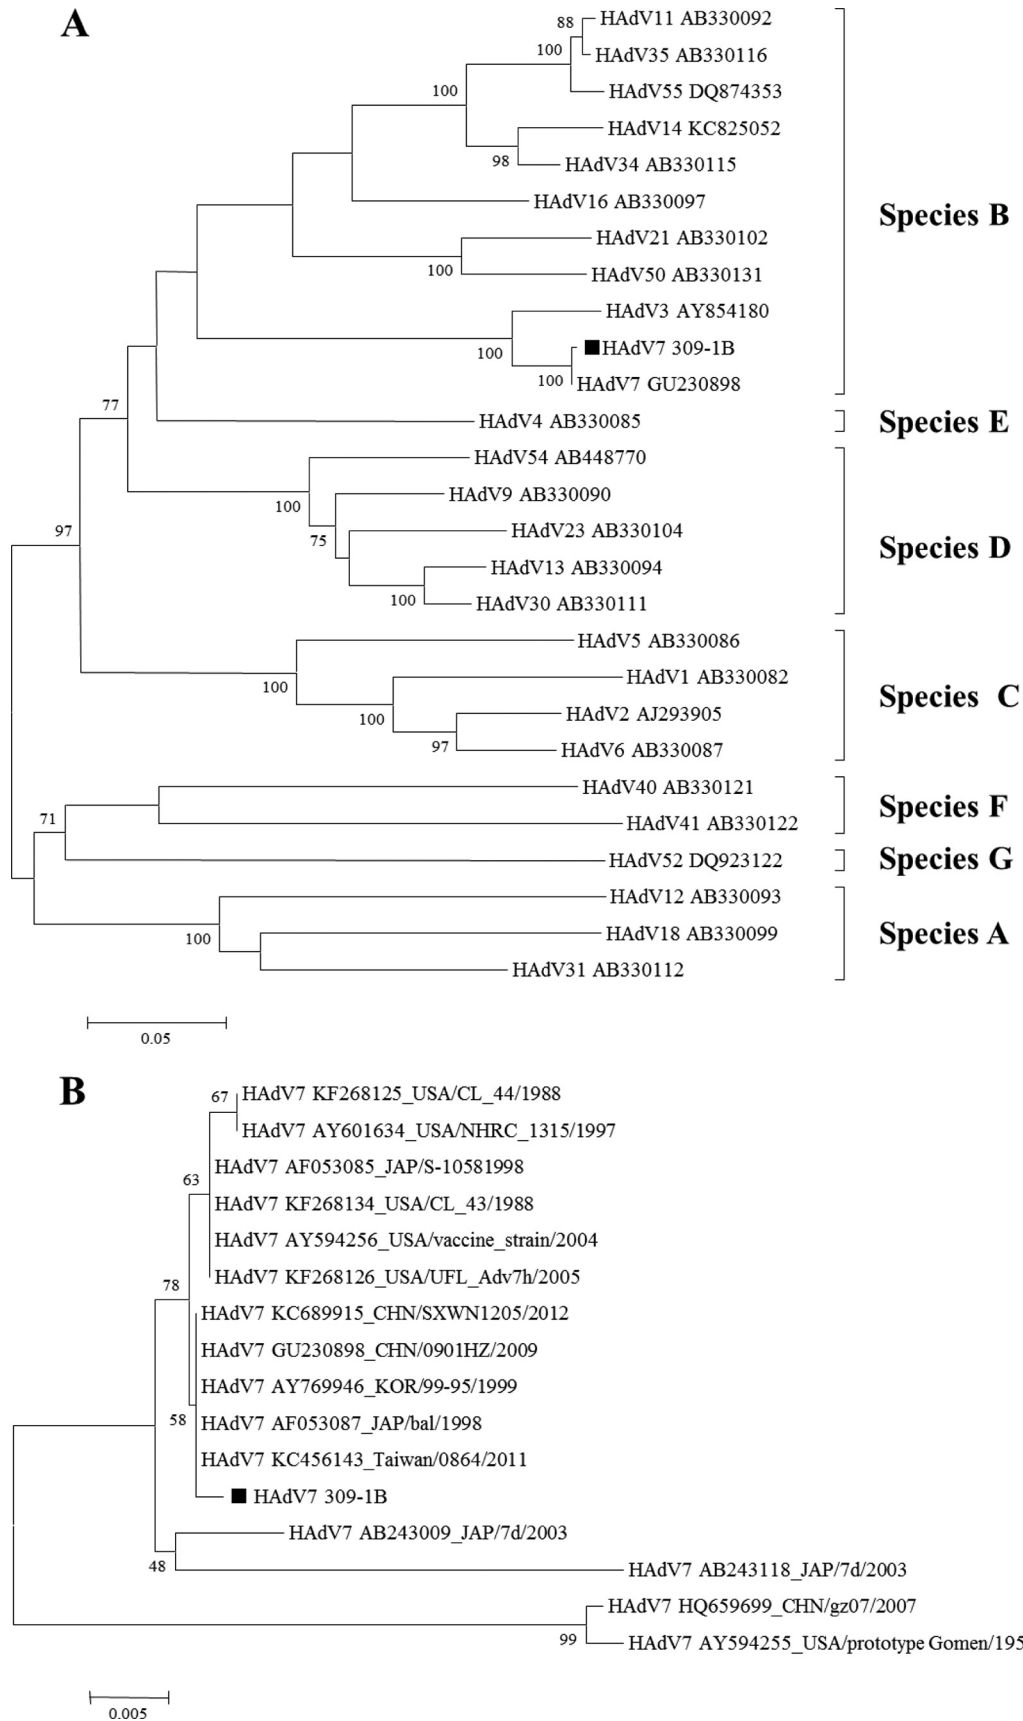 A
88
HAdV11 AB330092
100
HAdV35 AB330116
100
HAdV55 DQ874353
HAdV14 KC825052
98
HAdV34 AB330115
HAdV16 AB330097
Species B
HAdV21 AB330102
100
HAdV50 AB330131
HAdV3 AY854180
100
HAdV7 309-1B
100
HAdV7 GU230898
77
HAdV4 AB330085
Species E
HAdV54 AB448770
100
HAdV9 AB330090
97
75
HAdV23 AB330104
Species D
HAdV13 AB330094
100
HAdV30 AB330111
HAdV5 AB330086
100
HAdV1 AB330082
Species C
100
HAdV2 AJ293905
97
HAdV6 AB330087
HAdV40 AB330121
Species F
71
HAdV41 AB330122
HAdV52 DQ923122
Species G
HAdV12 AB330093
100
HAdV18 AB330099
Species A
HAdV31 AB330112
0.05
B
67
HAdV7 KF268125_USA/CL_44/1988
HAdV7 AY601634_USA/NHRC_1315/1997
HAdV7 AF053085_JAP/S-10581998
63
HAdV7 KF268134_USA/CL_43/1988
HAdV7 AY594256_USA/vaccine_strain/2004
HAdV7 KF268126_USA/UFL_Adv7h/2005
78
HAdV7 KC689915_CHN/SXWN1205/2012
HAdV7 GU230898_CHN/0901HZ/2009
HAdV7 AY769946_KOR/99-95/1999
58
HAdV7 AF053087_JAP/bal/1998
HAdV7 KC456143_Taiwan/0864/2011
HAdV7 309-1B
HAdV7 AB243009_JAP/7d/2003
48
HAdV7 AB243118_JAP/7d/2003
HAdV7 HQ659699_CHN/gz07/2007
99
HAdV7 AY594255_USA/prototype Gomen/195
0.005